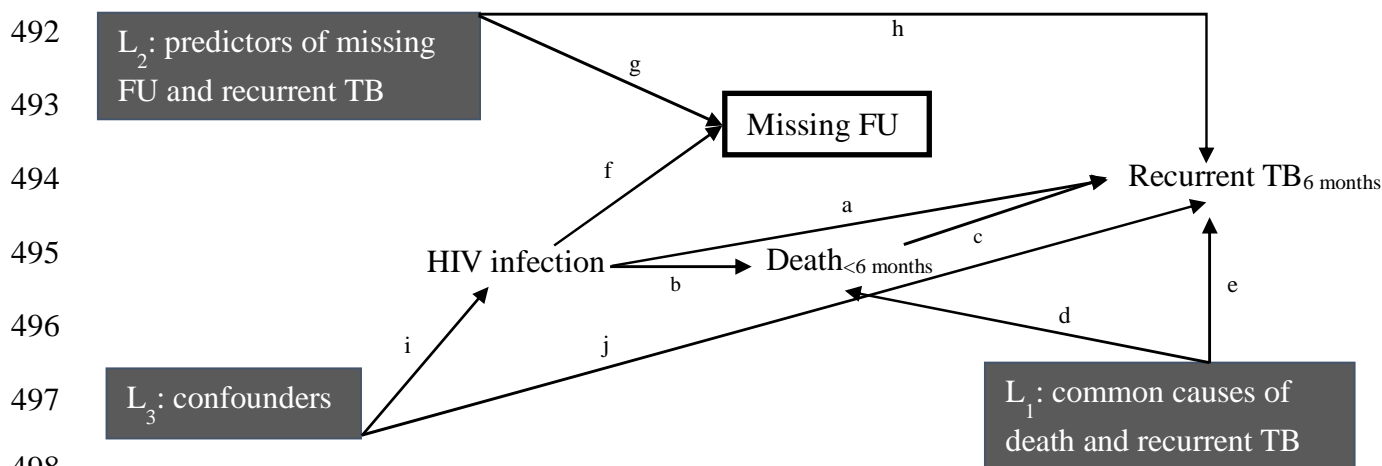 492
L2: predictors of missing
FU and recurrent TB
h
g
493
Missing FU
494
f
Recurrent TB6 months
a
495
HIV infection
Death<6 months
c
b
e
496
d
i
j
497
L3: confounders
L1: common causes of
death and recurrent TB
498